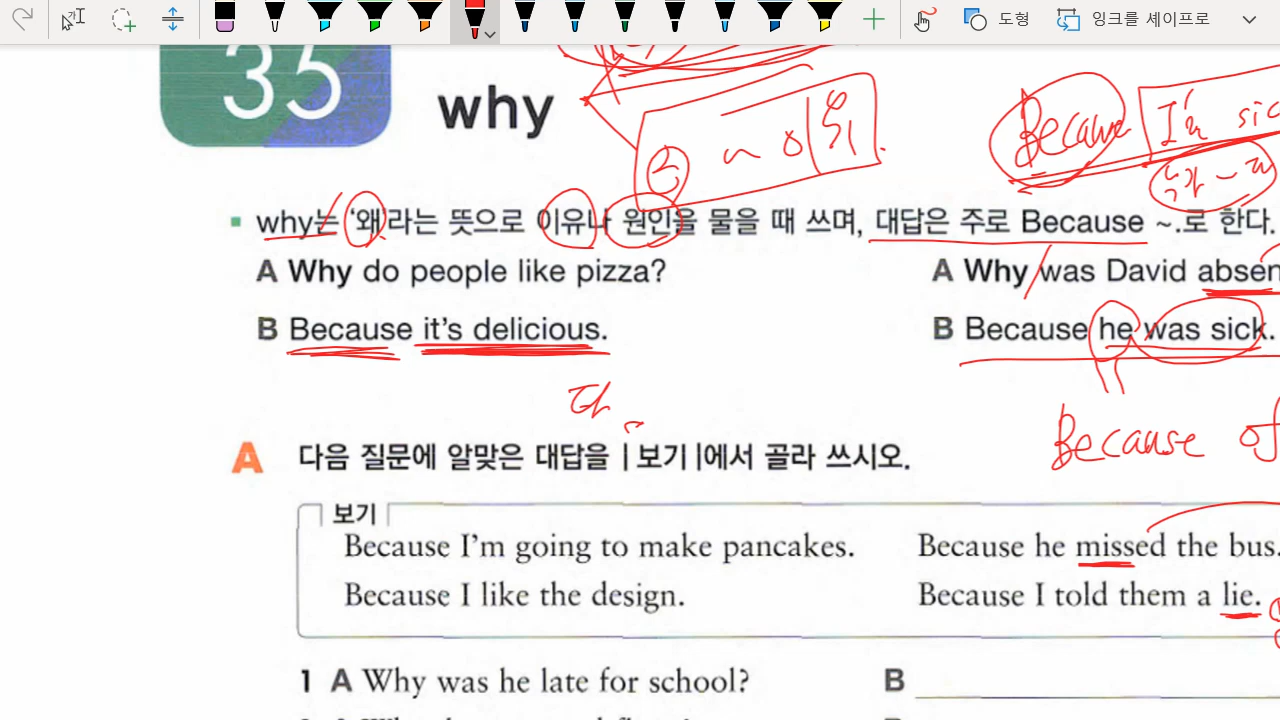 도형
잉크를 셰이프로
35
why
Because I'm sic
why는 '왜'라는 뜻으로 이유나 원인을 물을 때 쓰며, 대답은 주로 Because ~.로 한다.
A Why do people like pizza?
A Why was David absen
B Because it's delicious.
B Because he was sick.
Because of
A 다음 질문에 알맞은 대답을 |보기|에서 골라 쓰시오.
보기
Because I'm going to make pancakes.
Because he missed the bus.
Because I like the design.
Because I told them a lie.
1 A Why was he late for school?
B